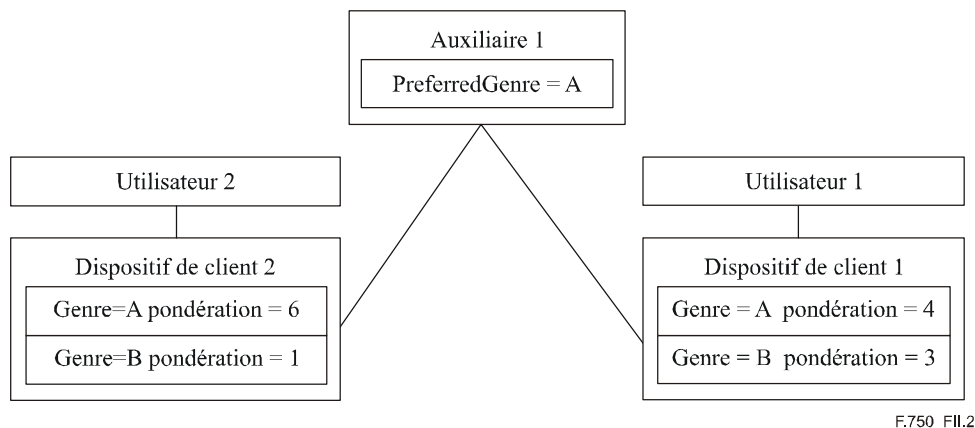 Auxiliaire 1
PreferredGenre = A
Utilisateur 2
Utilisateur 1
Dispositif de client 2
Genre=A pondération = 6
Genre=B pondération = 1
Dispositif de client 1
Genre = A pondération = 4
Genre = B pondération = 3
F.750 FII.2